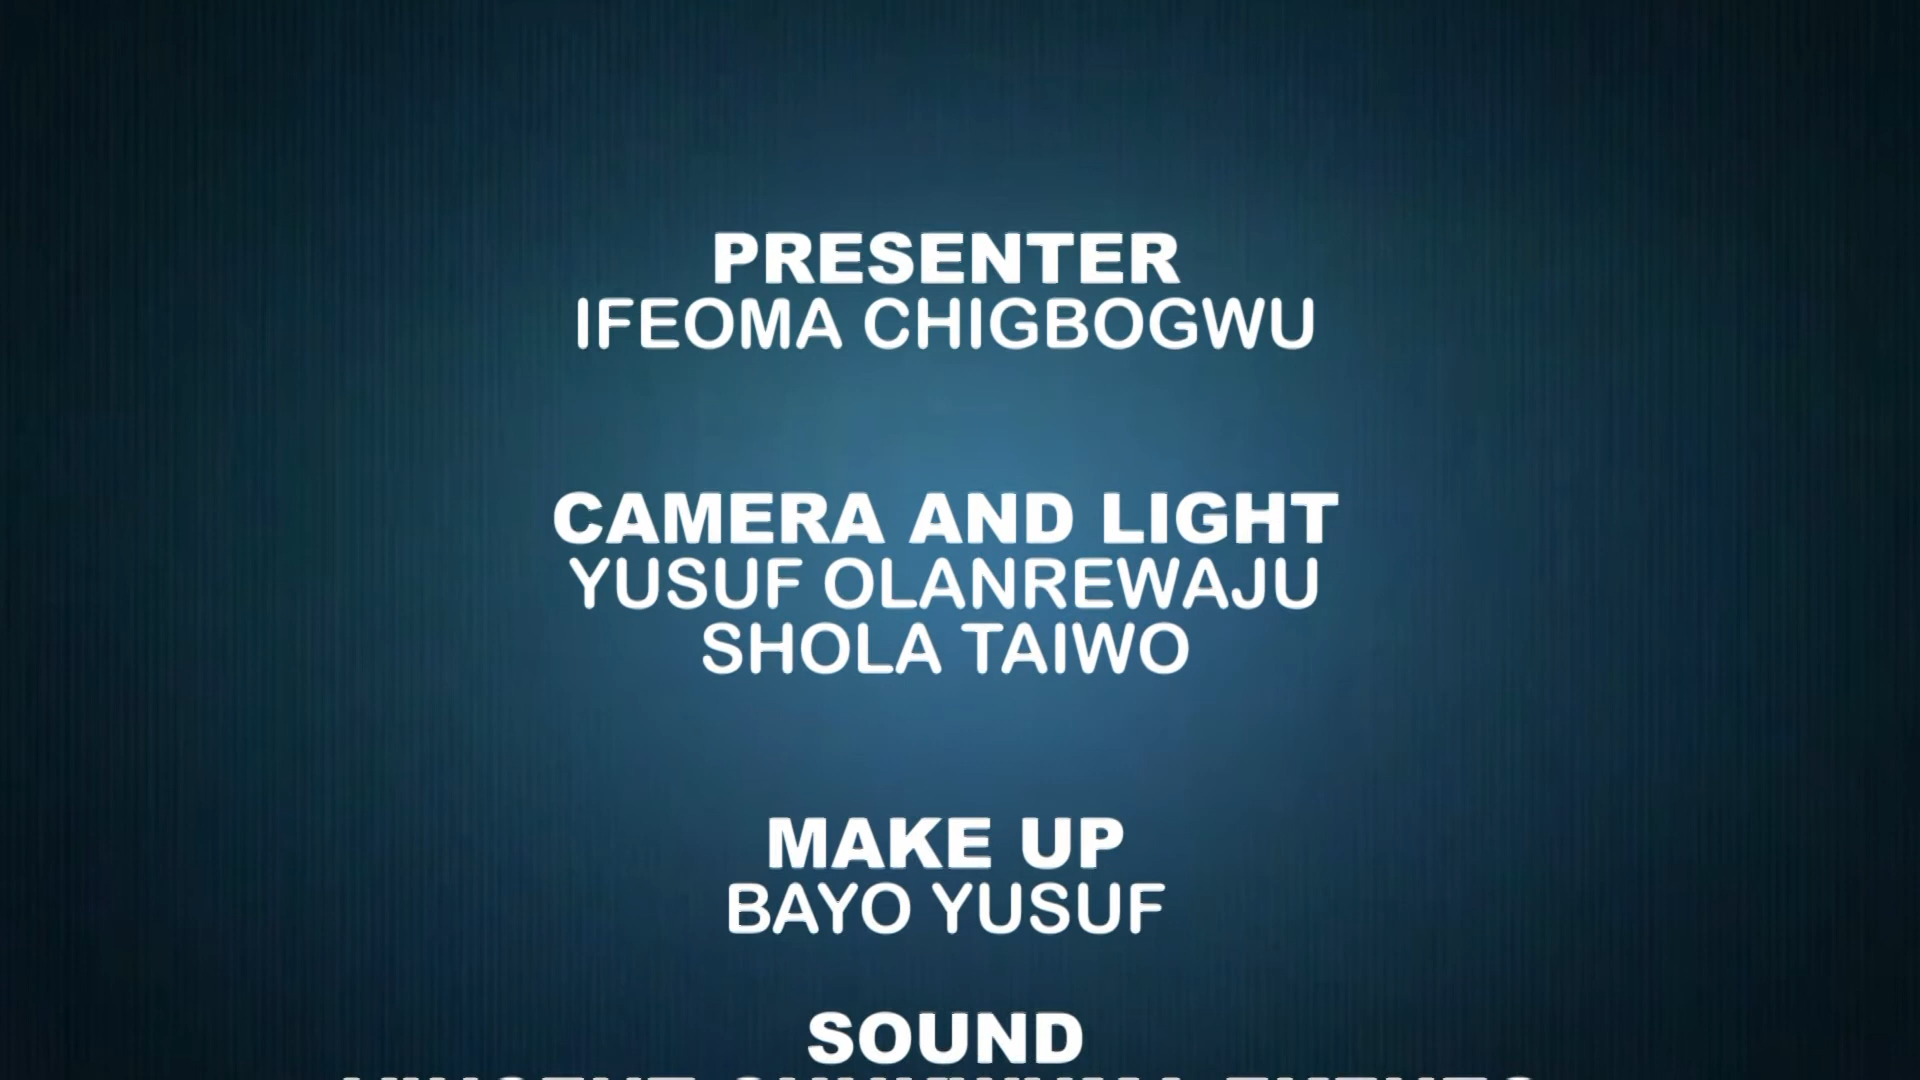 PRESENTER
IFEOMA CHIGBOGWU
CAMERA AND LIGHT
YUSUF OLANREWAJU
SHOLA TAIWO
MAKE UP
BAYO YUSUF
SOUND